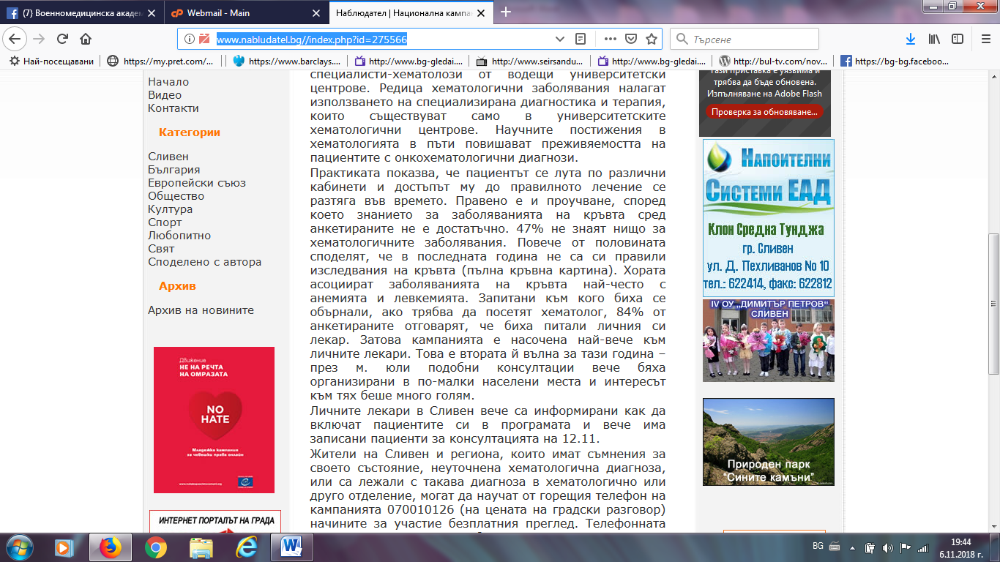 (7) Военномедицинска акаде
Webmail - Main
Наблюдател | Национална кампа
www.nabludatel.bg//index.php?id=275566
Търсене
Най-посещавани
https://my.pret.com/...
https://www.barclays....
http://www.bg-gledai....
http://www.seirsandu...
http://www.bg-gledai....
http://bul-tv.com/nov...
https://bg-bg.faceboo...
Начало
Видео
Контакти
Категории
Сливен
България
Европейски съюз
Общество
Култура
Спорт
Любопитно
Свят
Споделено с автора
Архив
Архив на новините
Движение
НЕ НА РЕЧТА
НА ОМРАЗАТА
NO
HATE
Младежка кампания
за човешки права онлайн
ИНТЕРНЕТ ПОРТАЛЪТ НА ГРАДА
специалисти-хематолози от водещи университетски
центрове. Редица хематологични заболявания налагат
използването на специализирана диагностика и терапия,
които съществуват само в университетските
хематологични центрове. Научните постижения в
хематологията в пъти повишават преживяемостта на
пациентите с онкохематологични диагнози.
Практиката показва, че пациентът се лута по различни
кабинети и достъпът му до правилното лечение се
разтяга във времето. Правено е и проучване, според
което знанието за заболяванията на кръвта сред
анкетираните не е достатъчно. 47% не знаят нищо за
хематологичните заболявания. Повече от половината
споделят, че в последната година не са си правили
изследвания на кръвта (пълна кръвна картина). Хората
асоциират заболяванията на кръвта най-често с
анемията и левкемията. Запитани към кого биха се
обърнали, ако трябва да посетят хематолог, 84% от
анкетираните отговарят, че биха питали личния си
лекар. Затова кампанията е насочена най-вече към
личните лекари. Това е втората й вълна за тази година –
през м. юли подобни консултации вече бяха
организирани в по-малки населени места и интересът
към тях беше много голям.
Личните лекари в Сливен вече са информирани как да
включат пациентите си в програмата и вече има
записани пациенти за консултацията на 12.11.
Жители на Сливен и региона, които имат съмнения за
своето състояние, неуточнена хематологична диагноза,
или са лежали с такава диагноза в хематологично или
друго отделение, могат да научат от горещия телефон на
кампанията 070010126 (на цената на градски разговор)
начините за участие безплатния преглед. Телефонната
Тази приставка е уязвима и
трябва да бъде обновена.
Изпълняване на Adobe Flash
Проверка за обновяване...
Напоителни
Системи ЕАД
Клон Средна Тунджа
гр. Сливен
ул. Д. Пехливанов No 10
тел.: 622414, факс: 622812
IV ОУ „ДИМИТЪР ПЕТРОВ“
СЛИВЕН
Природен парк
“Сините камъни”
BG
19:44
6.11.2018 г.